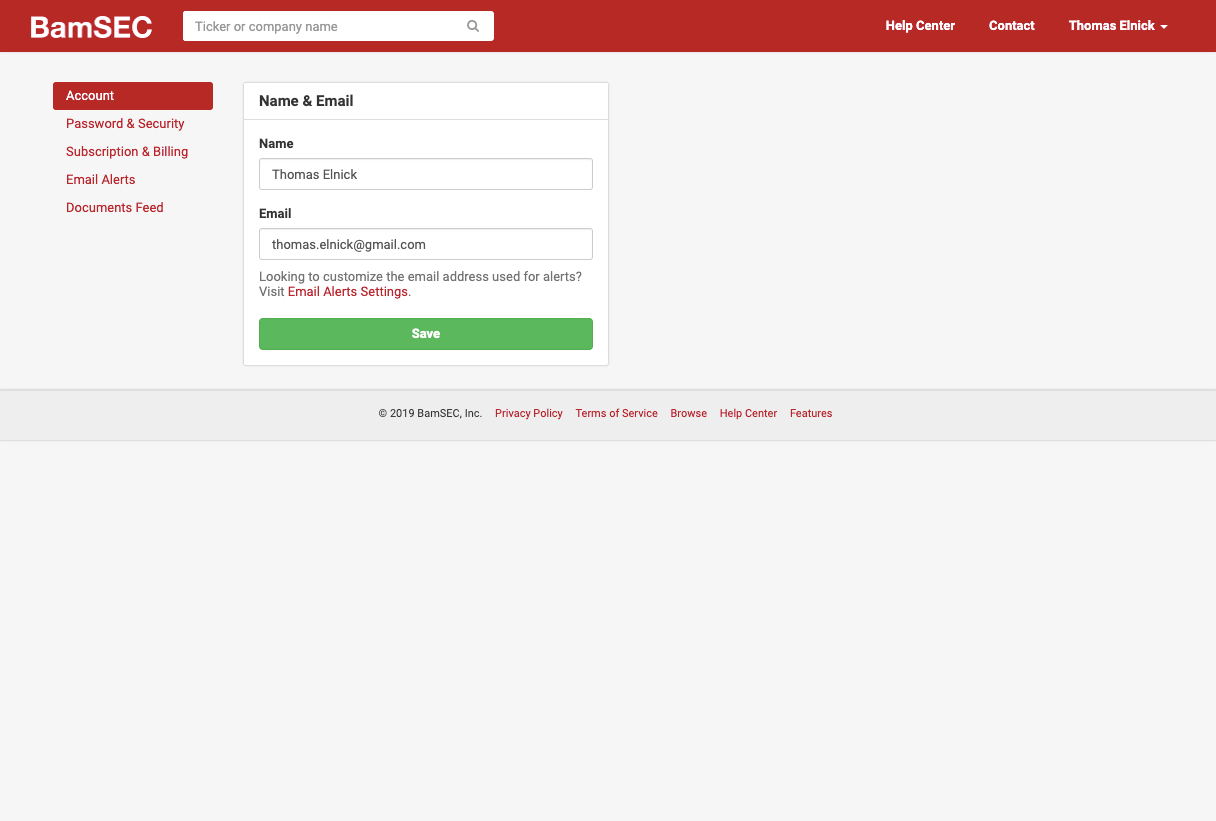 BamSEC
Ticker or company name
Help Center
Contact
Thomas Elnick
Account
Password & Security
Subscription & Billing
Email Alerts
Documents Feed
Name & Email
Name
Thomas Elnick
Email
thomas.elnick@gmail.com
Looking to customize the email address used for alerts?
Visit Email Alerts Settings.
Save
© 2019 BamSEC, Inc. Privacy Policy Terms of Service Browse Help Center Features